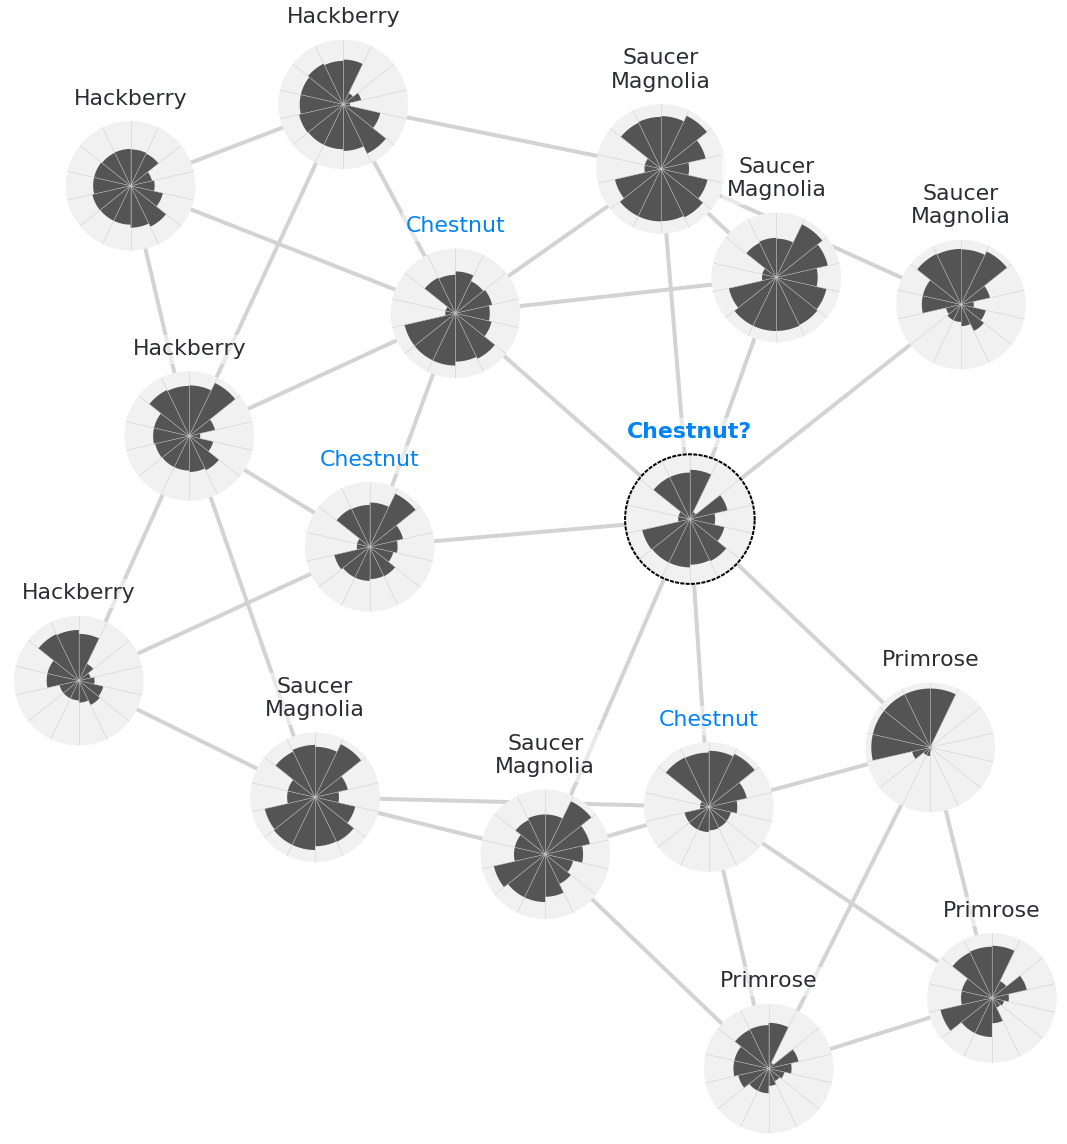 Hackberry
Hackberry
Saucer
Magnolia
Saucer
Magnolia
Saucer
Magnolia
Chestnut
Hackberry
Chestnut?
Chestnut
Hackberry
Primrose
Saucer
Magnolia
Chestnut
Saucer
Magnolia
Primrose
Primrose